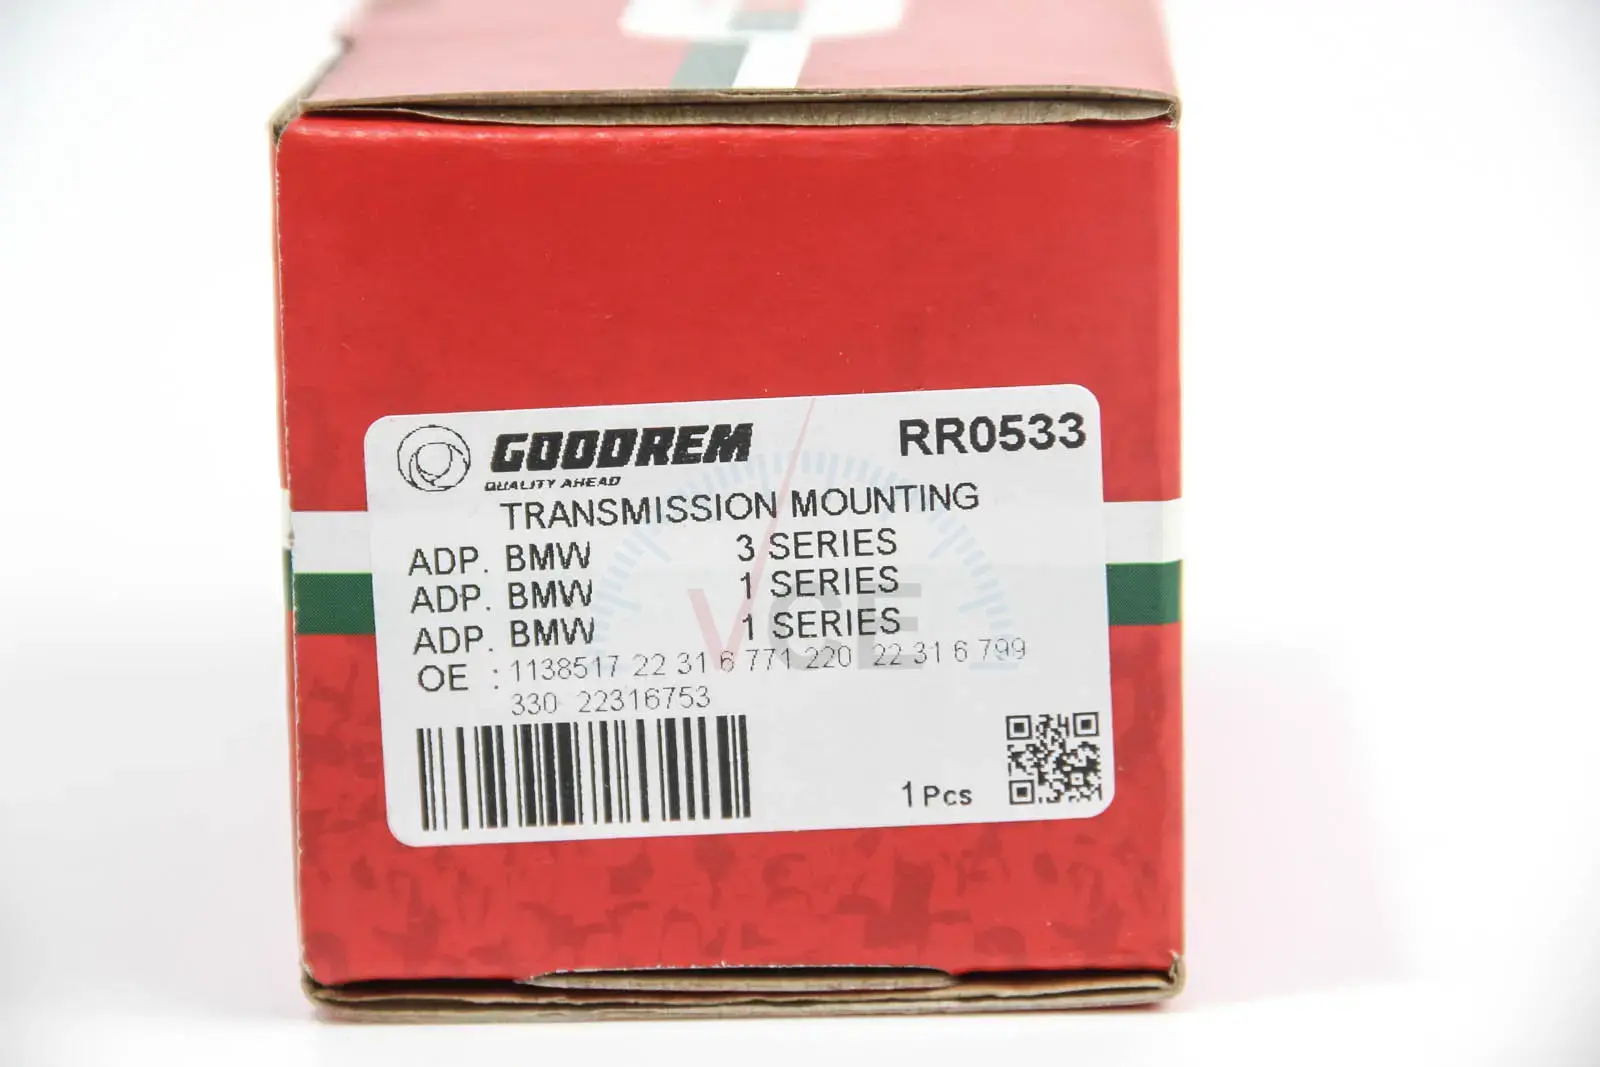 GOODREM
RR0533
QUALITY AHEAD
TRANSMISSION MOUNTING
ADP. BMW 3 SERIES
ADP. BMW 1 SERIES
ADP. BMW 1 SERIES
OE : 1138517 22 31 6 771 220 22 31 6 799
330 22316753
1 Pcs
VCE